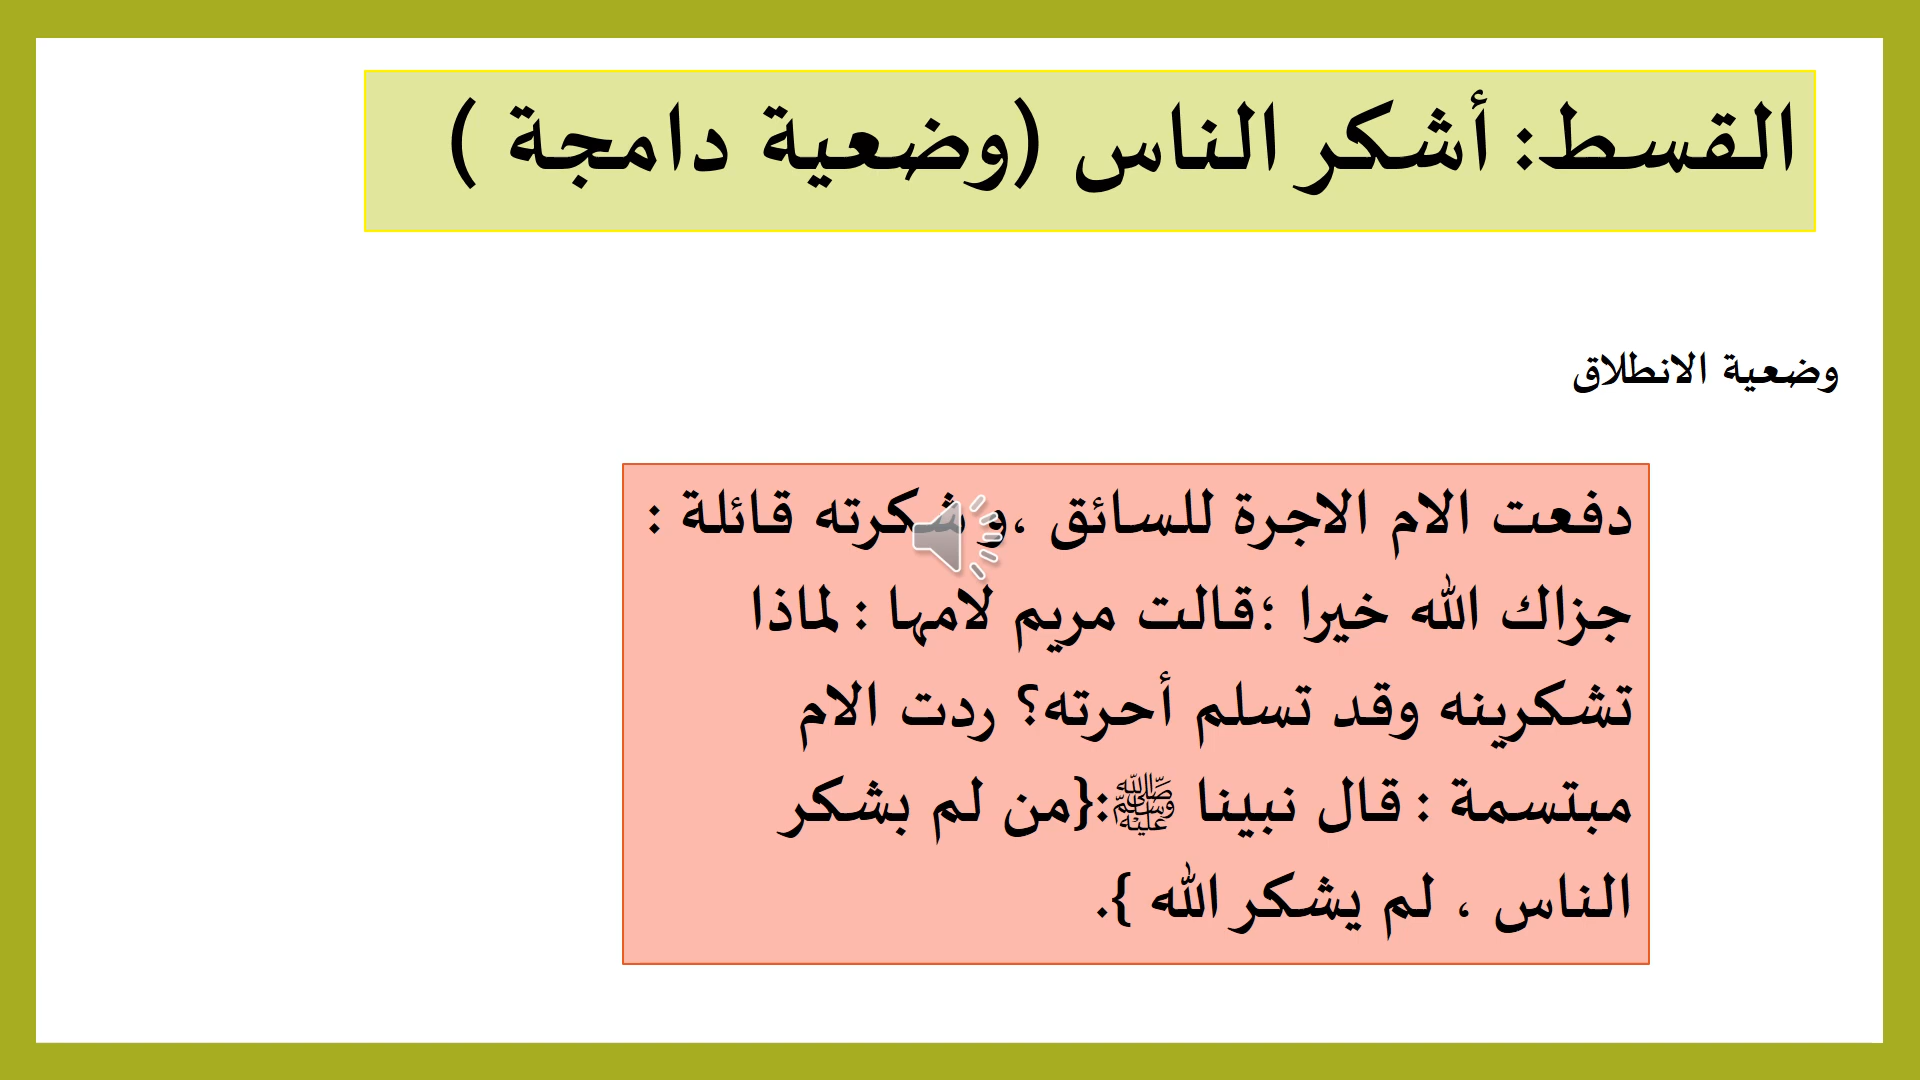 القسط: أشكر الناس (وضعية دامجة )
وضعية الانطلاق
دفعت الام الاجرة للسائق ،وشكرته قائلة :
جزاك الله خيرا ؛قالت مريم لامها : لماذا
تشكرينه وقد تسلم أحرته؟ ردت الام
مبتسمة : قال نبينا ﷺ:{من لم بشكر
الناس ، لم يشكر الله }.